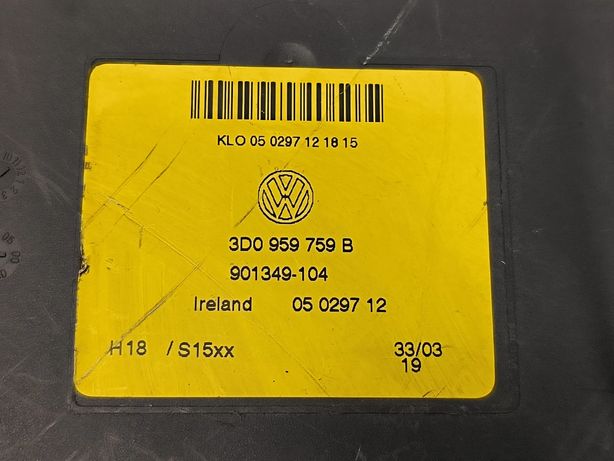 KLO 05 0297 12 18 15
VW
3D0 959 759 B
901349-104
Ireland 05 0297 12
H18 /S15xx 33/03
19